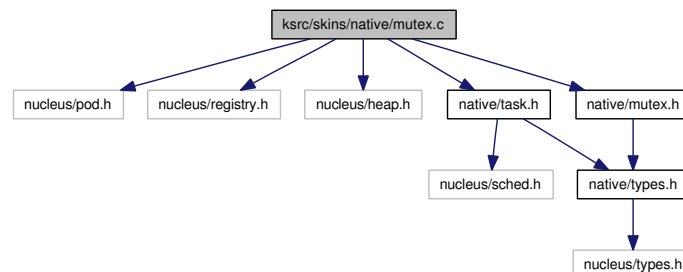 ksrc/skins/native/mutex.c
nucleus/pod.h
nucleus/registry.h
nucleus/heap.h
native/task.h
native/mutex.h
nucleus/sched.h
native/types.h
nucleus/types.h